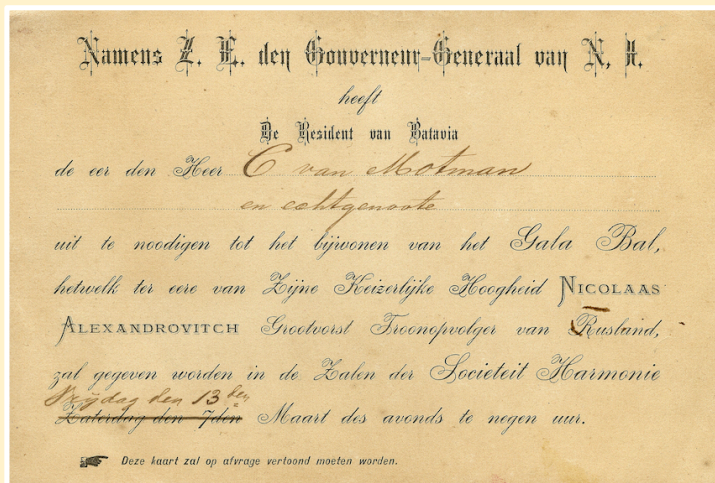 Namens Z. E. den Gouverneur-Generaal van N. I.
heeft
De Resident van Batavia
de eer den Heer C van Motman
en echtgenoote
uit te noodigen tot het bijwonen van het Gala Bal,
hetwelk ter eere van Zijne Keizerlijke Hoogheid NICOLAAS
ALEXANDROVITCH Grootvorst Troonopvolger van Rusland,
zal gegeven worden in de Zalen der Societeit Harmonie
Vrijdag den 13den
Zaterdag den 7den Maart des avonds te negen uur.
Deze kaart zal op afvrage vertoond moeten worden.